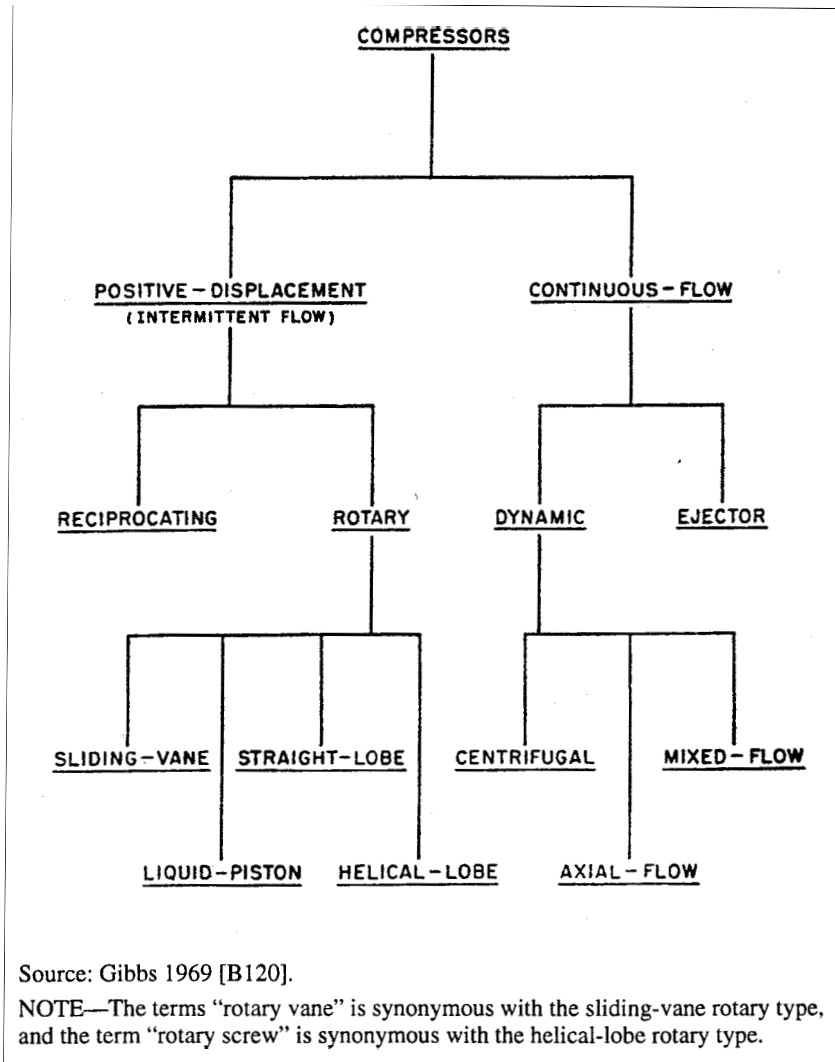 COMPRESSORS
POSITIVE-DISPLACEMENT
(INTERMITTENT FLOW)
CONTINUOUS-FLOW
RECIPROCATING
ROTARY
DYNAMIC
EJECTOR
SLIDING-VANE
STRAIGHT-LOBE
CENTRIFUGAL
MIXED-FLOW
LIQUID-PISTON
HELICAL-LOBE
AXIAL-FLOW
Source: Gibbs 1969 [B120].
NOTE—The terms “rotary vane” is synonymous with the sliding-vane rotary type,
and the term “rotary screw” is synonymous with the helical-lobe rotary type.